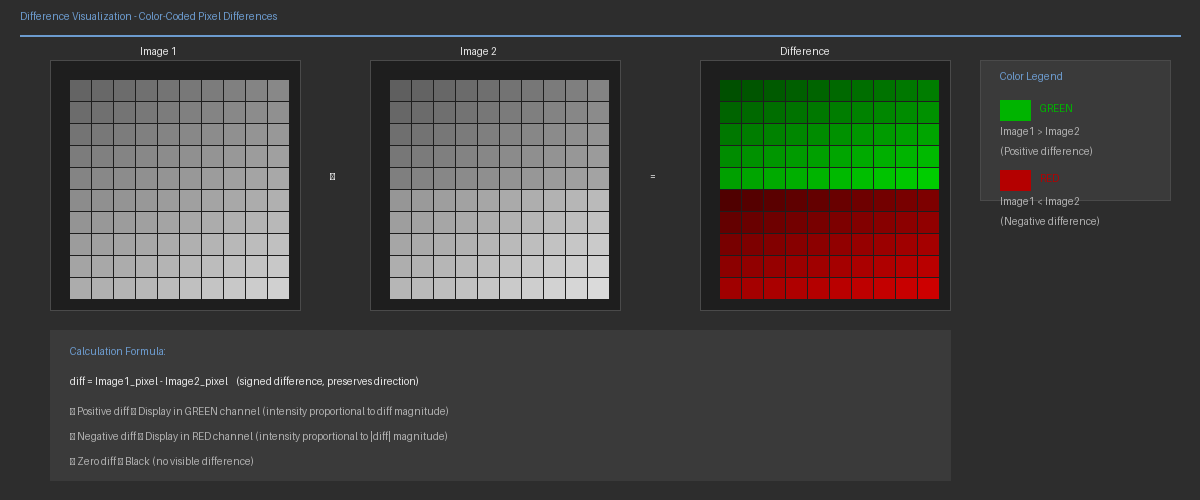 Difference Visualization - Color-Coded Pixel Differences
Image 1
Image 2
Difference
=
Color Legend
GREEN
Image1 > Image2
(Positive difference)
RED
Image1 < Image2
(Negative difference)
Calculation Formula:
diff = Image1_pixel - Image2_pixel (signed difference, preserves direction)
Positive diff Display in GREEN channel (intensity proportional to diff magnitude)
Negative diff Display in RED channel (intensity proportional to |diff| magnitude)
Zero diff Black (no visible difference)